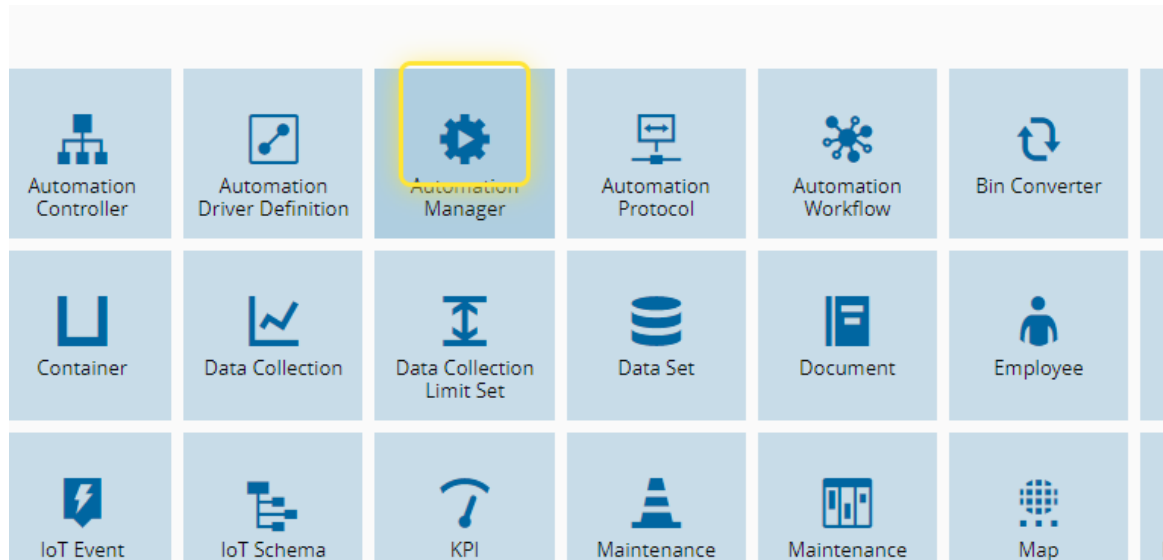 Automation
Controller
Automation
Driver Definition
Automation
Manager
Automation
Protocol
Automation
Workflow
Bin Converter
Container
Data Collection
Data Collection
Limit Set
Data Set
Document
Employee
IoT Event
IoT Schema
KPI
Maintenance
Maintenance
Map